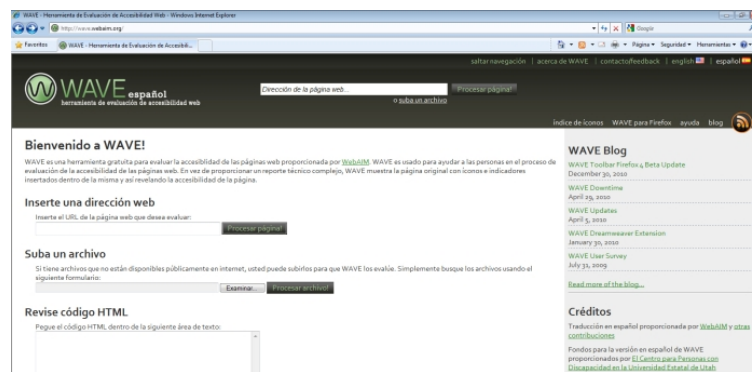 WAVE - Herramienta de Evaluación de Accesibilidad Web - Windows Internet Explorer
http://wave.webaim.org/
Google
Favoritos WAVE - Herramienta de Evaluación de Accesibili...
Página Seguridad Herramientas
saltar navegación | acerca de WAVE | contacto/feedback | english | español
WAVE español
herramienta de evaluación de accesibilidad web
Dirección de la página web... Procesar página!
o suba un archivo
índice de íconos WAVE para Firefox ayuda blog
Bienvenido a WAVE!
WAVE es una herramienta gratuita para evaluar la accesiblidad de las páginas web proporcionada por WebAIM. WAVE es usado para ayudar a las personas en el proceso de
evaluación de la accesibilidad de las páginas web. En vez de proporcionar un reporte técnico complejo, WAVE muestra la página original con íconos e indicadores
insertados dentro de la misma y así revelando la accesibilidad de la página.
Inserte una dirección web
Inserte el URL de la página web que desea evaluar:
Procesar página!
Suba un archivo
Si tiene archivos que no están disponibles públicamente en internet, usted puede subirlos para que WAVE los evalúe. Simplemente busque los archivos usando el
siguiente formulario:
Examinar... Procesar archivo!
Revise código HTML
Pegue el código HTML dentro de la siguiente área de texto:
WAVE Blog
WAVE Toolbar Firefox 4 Beta Update
December 30, 2010
WAVE Downtime
April 29, 2010
WAVE Updates
April 5, 2010
WAVE Dreamweaver Extension
January 30, 2010
WAVE User Survey
July 31, 2009
Read more of the blog...
Créditos
Traducción en español proporcionada por WebAIM y otras
contribuciones
Fondos para la versión en español de WAVE
proporcionados por El Centro para Personas con
Discapacidad en la Universidad Estatal de Utah